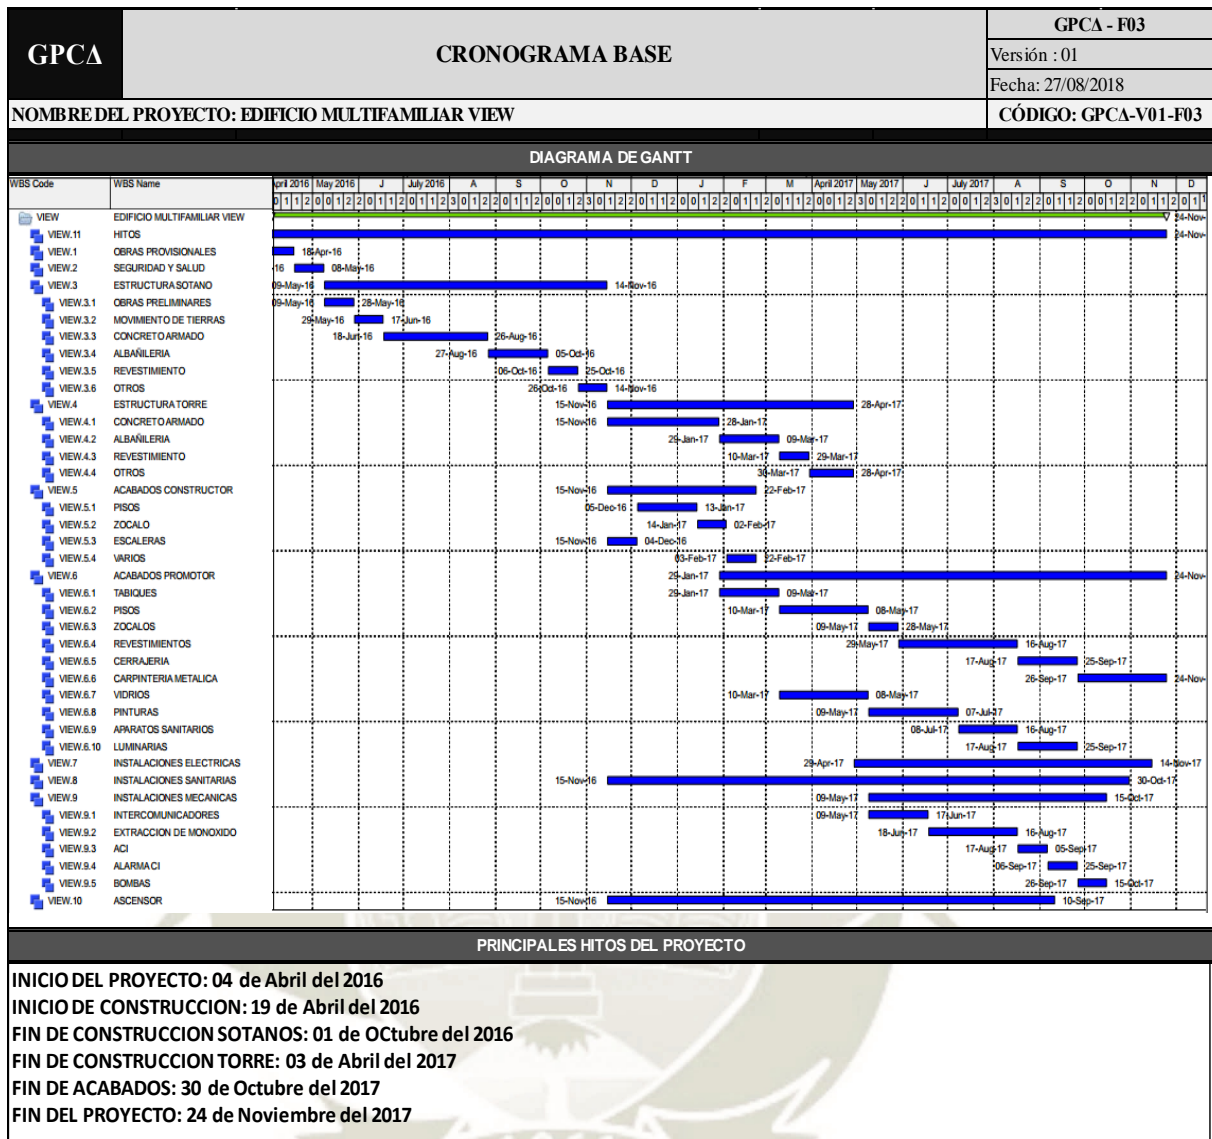 GPCΔ
CRONOGRAMA BASE
GPCΔ - F03
Versión : 01
Fecha: 27/08/2018
NOMBRE DEL PROYECTO: EDIFICIO MULTIFAMILIAR VIEW
CÓDIGO: GPCΔ-V01-F03
DIAGRAMA DE GANTT
WBS Code WBS Name April 2016 May 2016 J July 2016 A S O N D J F M April 2017 May 2017 J July 2017 A S O N D
VIEW EDIFICIO MULTIFAMILIAR VIEW 24-Nov-
VIEW.11 HITOS 24-Nov-
VIEW.1 OBRAS PROVISIONALES 18-Apr-16
VIEW.2 SEGURIDAD Y SALUD 16 08-May-16
VIEW.3 ESTRUCTURA SOTANO 09-May-16 14-Nov-16
VIEW.3.1 OBRAS PRELIMINARES 09-May-16 28-May-16
VIEW.3.2 MOVIMIENTO DE TIERRAS 29-May-16 17-Jun-16
VIEW.3.3 CONCRETO ARMADO 18-Jun-16 26-Aug-16
VIEW.3.4 ALBAÑILERIA 27-Aug-16 05-Oct-16
VIEW.3.5 REVESTIMIENTO 06-Oct-16 25-Oct-16
VIEW.3.6 OTROS 26-Oct-16 14-Nov-16
VIEW.4 ESTRUCTURA TORRE 15-Nov-16 28-Apr-17
VIEW.4.1 CONCRETO ARMADO 15-Nov-16 28-Jan-17
VIEW.4.2 ALBAÑILERIA 29-Jan-17 09-Mar-17
VIEW.4.3 REVESTIMIENTO 10-Mar-17 29-Mar-17
VIEW.4.4 OTROS 30-Mar-17 28-Apr-17
VIEW.5 ACABADOS CONSTRUCTOR 15-Nov-16 22-Feb-17
VIEW.5.1 PISOS 05-Dec-16 13-Jan-17
VIEW.5.2 ZOCALO 14-Jan-17 02-Feb-17
VIEW.5.3 ESCALERAS 15-Nov-16 04-Dec-16
VIEW.5.4 VARIOS 03-Feb-17 22-Feb-17
VIEW.6 ACABADOS PROMOTOR 29-Jan-17 24-Nov-
VIEW.6.1 TABIQUES 29-Jan-17 09-Mar-17
VIEW.6.2 PISOS 10-Mar-17 08-May-17
VIEW.6.3 ZOCALOS 09-May-17 28-May-17
VIEW.6.4 REVESTIMIENTOS 29-May-17 16-Aug-17
VIEW.6.5 CERRAJERIA 17-Aug-17 25-Sep-17
VIEW.6.6 CARPINTERIA METALICA 26-Sep-17 24-Nov-
VIEW.6.7 VIDRIOS 10-Mar-17 08-May-17
VIEW.6.8 PINTURAS 09-May-17 07-Jul-17
VIEW.6.9 APARATOS SANITARIOS 08-Jul-17 16-Aug-17
VIEW.6.10 LUMINARIAS 17-Aug-17 25-Sep-17
VIEW.7 INSTALACIONES ELECTRICAS 29-Apr-17 14-Nov-17
VIEW.8 INSTALACIONES SANITARIAS 15-Nov-16 30-Oct-17
VIEW.9 INSTALACIONES MECANICAS 09-May-17 15-Oct-17
VIEW.9.1 INTERCOMUNICADORES 09-May-17 17-Jun-17
VIEW.9.2 EXTRACCION DE MONOXIDO 18-Jun-17 16-Aug-17
VIEW.9.3 ACI 17-Aug-17 05-Sep-17
VIEW.9.4 ALARMA CI 06-Sep-17 25-Sep-17
VIEW.9.5 BOMBAS 26-Sep-17 15-Oct-17
VIEW.10 ASCENSOR 15-Nov-16 10-Sep-17
PRINCIPALES HITOS DEL PROYECTO
INICIO DEL PROYECTO: 04 de Abril del 2016
INICIO DE CONSTRUCCION: 19 de Abril del 2016
FIN DE CONSTRUCCION SOTANOS: 01 de OCtubre del 2016
FIN DE CONSTRUCCION TORRE: 03 de Abril del 2017
FIN DE ACABADOS: 30 de Octubre del 2017
FIN DEL PROYECTO: 24 de Noviembre del 2017